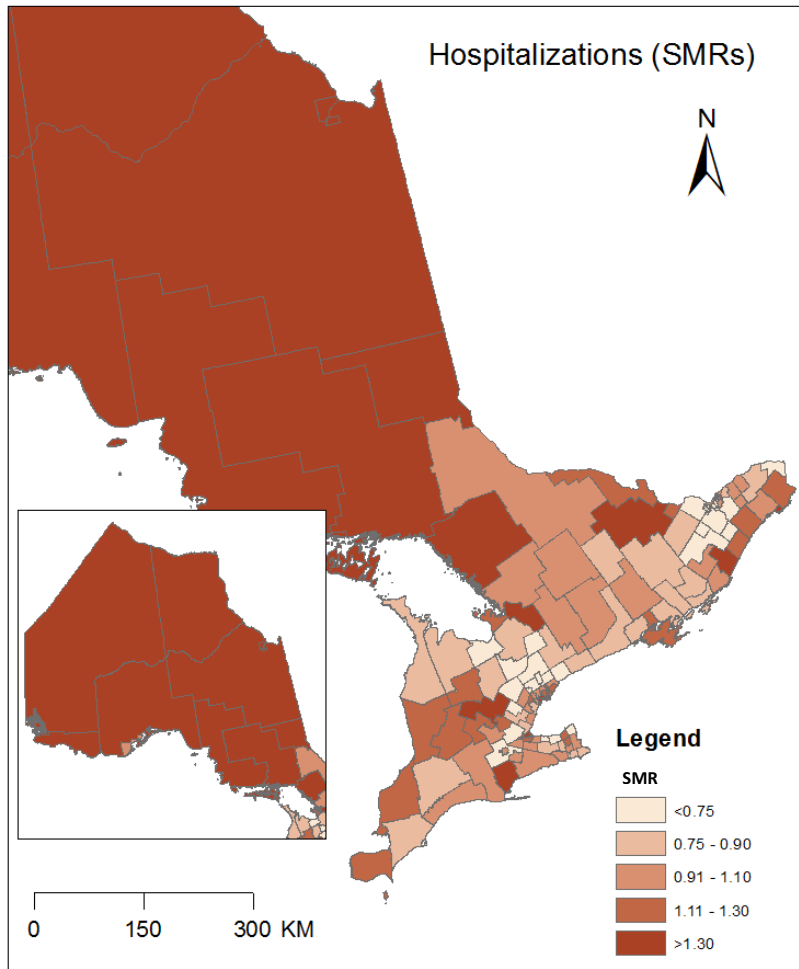 Hospitalizations (SMRs)
N
Legend
SMR
<0.75
0.75 - 0.90
0.91 - 1.10
1.11 - 1.30
>1.30
0 150 300 KM